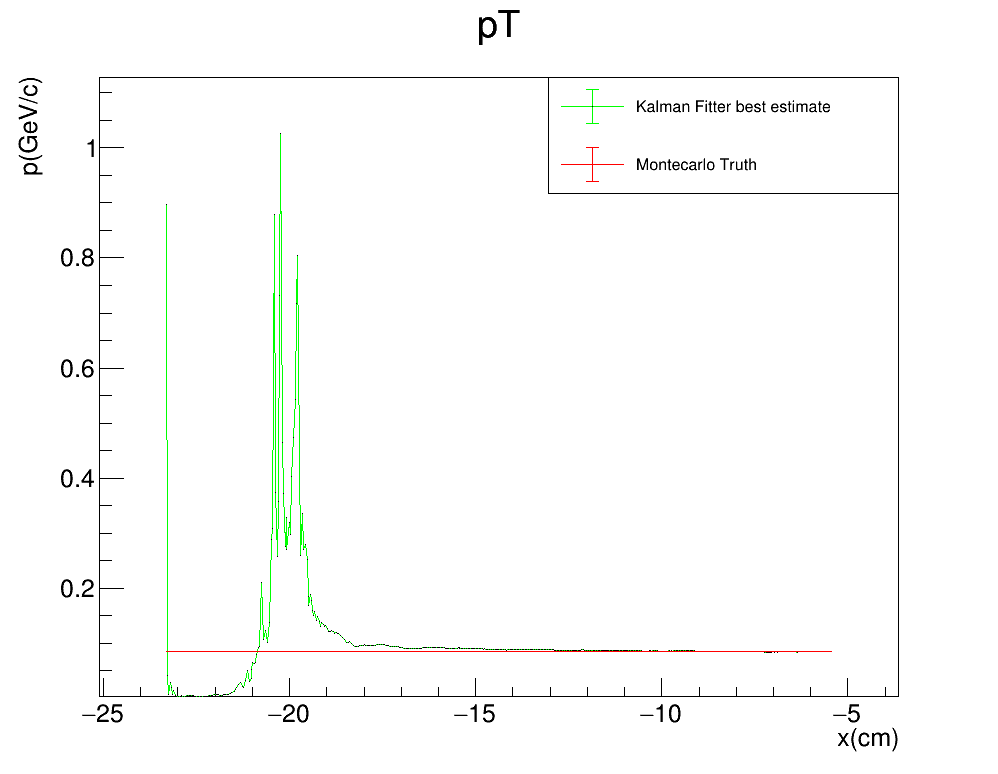 pT
p(GeV/c)
Kalman Fitter best estimate
Montecarlo Truth
1
0.8
0.6
0.4
0.2
−25
−20
−15
−10
−5
x(cm)